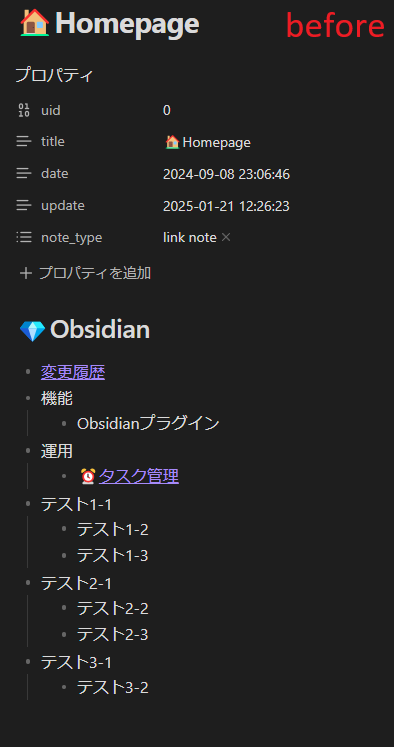 🏠Homepage
before
プロパティ
uid 0
title 🏠Homepage
date 2024-09-08 23:06:46
update 2025-01-21 12:26:23
note_type link note ×
+ プロパティを追加
💎Obsidian
変更履歴
機能
Obsidianプラグイン
運用
⏰タスク管理
テスト1-1
テスト1-2
テスト1-3
テスト2-1
テスト2-2
テスト2-3
テスト3-1
テスト3-2